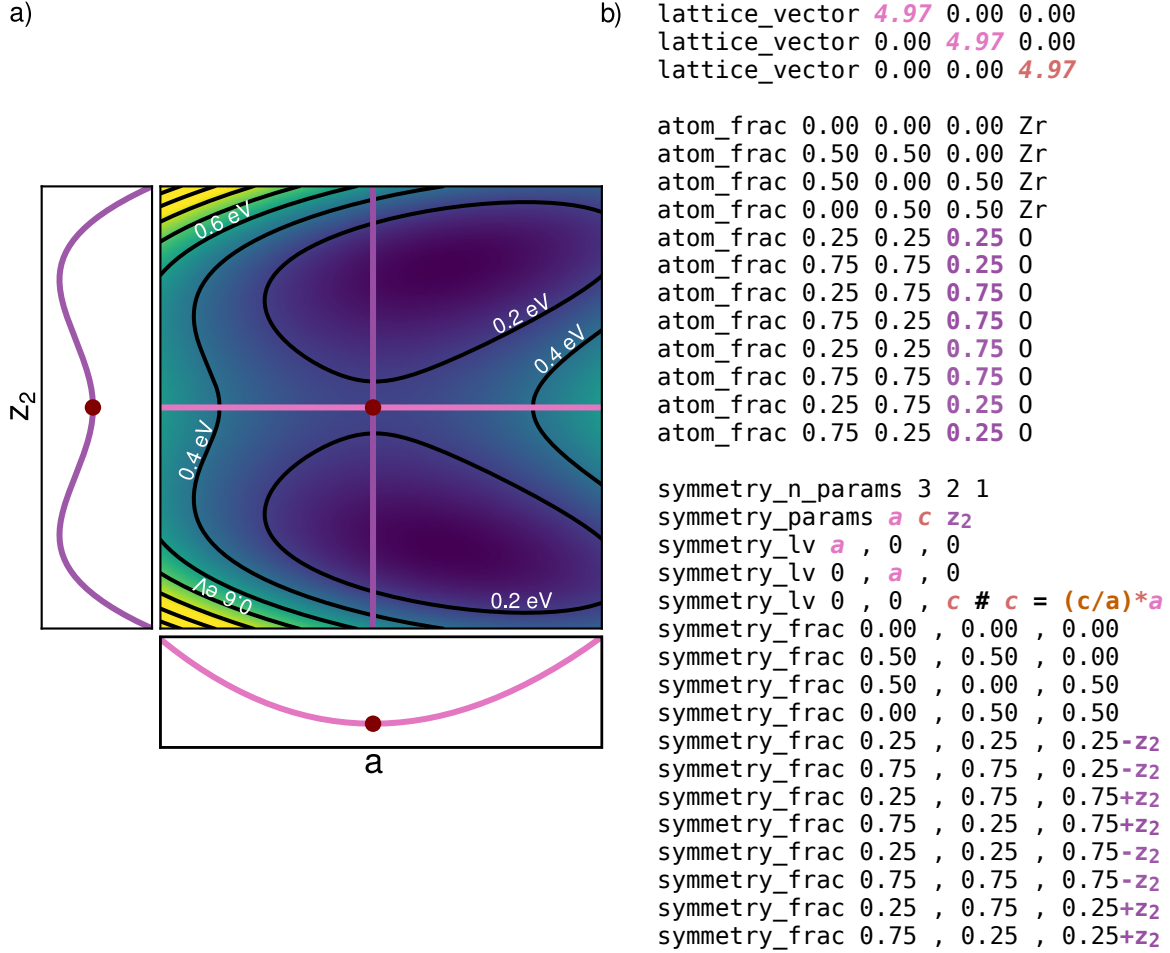 a)
0.6 eV
0.2 eV
0.4 eV
0.4 eV
0.6 eV
0.2 eV
z₂
a
b)
lattice_vector 4.97 0.00 0.00
lattice_vector 0.00 4.97 0.00
lattice_vector 0.00 0.00 4.97
atom_frac 0.00 0.00 0.00 Zr
atom_frac 0.50 0.50 0.00 Zr
atom_frac 0.50 0.00 0.50 Zr
atom_frac 0.00 0.50 0.50 Zr
atom_frac 0.25 0.25 0.25 O
atom_frac 0.75 0.75 0.25 O
atom_frac 0.25 0.75 0.75 O
atom_frac 0.75 0.25 0.75 O
atom_frac 0.25 0.25 0.75 O
atom_frac 0.75 0.75 0.75 O
atom_frac 0.25 0.75 0.25 O
atom_frac 0.75 0.25 0.25 O
symmetry_n_params 3 2 1
symmetry_params a c z₂
symmetry_lv a , 0 , 0
symmetry_lv 0 , a , 0
symmetry_lv 0 , 0 , c # c = (c/a)*a
symmetry_frac 0.00 , 0.00 , 0.00
symmetry_frac 0.50 , 0.50 , 0.00
symmetry_frac 0.50 , 0.00 , 0.50
symmetry_frac 0.00 , 0.50 , 0.50
symmetry_frac 0.25 , 0.25 , 0.25-z₂
symmetry_frac 0.75 , 0.75 , 0.25-z₂
symmetry_frac 0.25 , 0.75 , 0.75+z₂
symmetry_frac 0.75 , 0.25 , 0.75+z₂
symmetry_frac 0.25 , 0.25 , 0.75-z₂
symmetry_frac 0.75 , 0.75 , 0.75-z₂
symmetry_frac 0.25 , 0.75 , 0.25+z₂
symmetry_frac 0.75 , 0.25 , 0.25+z₂